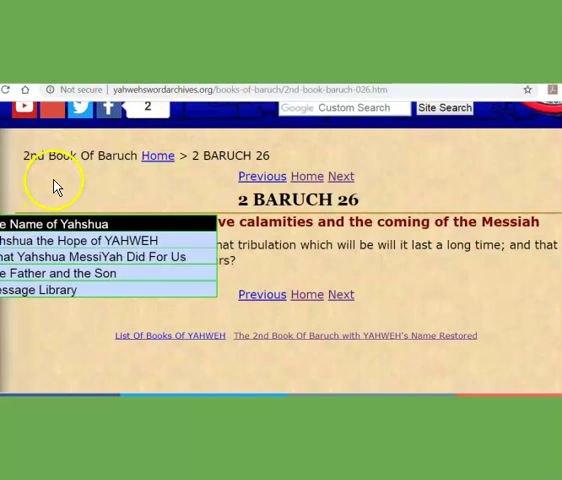 Not secure | yahwehswordarchives.org/books-of-baruch/2nd-book-baruch-026.htm
2
Google Custom Search Site Search
2nd Book Of Baruch Home > 2 BARUCH 26
Previous Home Next
2 BARUCH 26
e Name of Yahshua
ve calamities and the coming of the Messiah
hshua the Hope of YAHWEH
hat tribulation which will be will it last a long time; and that
hat Yahshua MessiYah Did For Us
rs?
e Father and the Son
essage Library
Previous Home Next
List Of Books Of YAHWEH The 2nd Book Of Baruch with YAHWEH's Name Restored